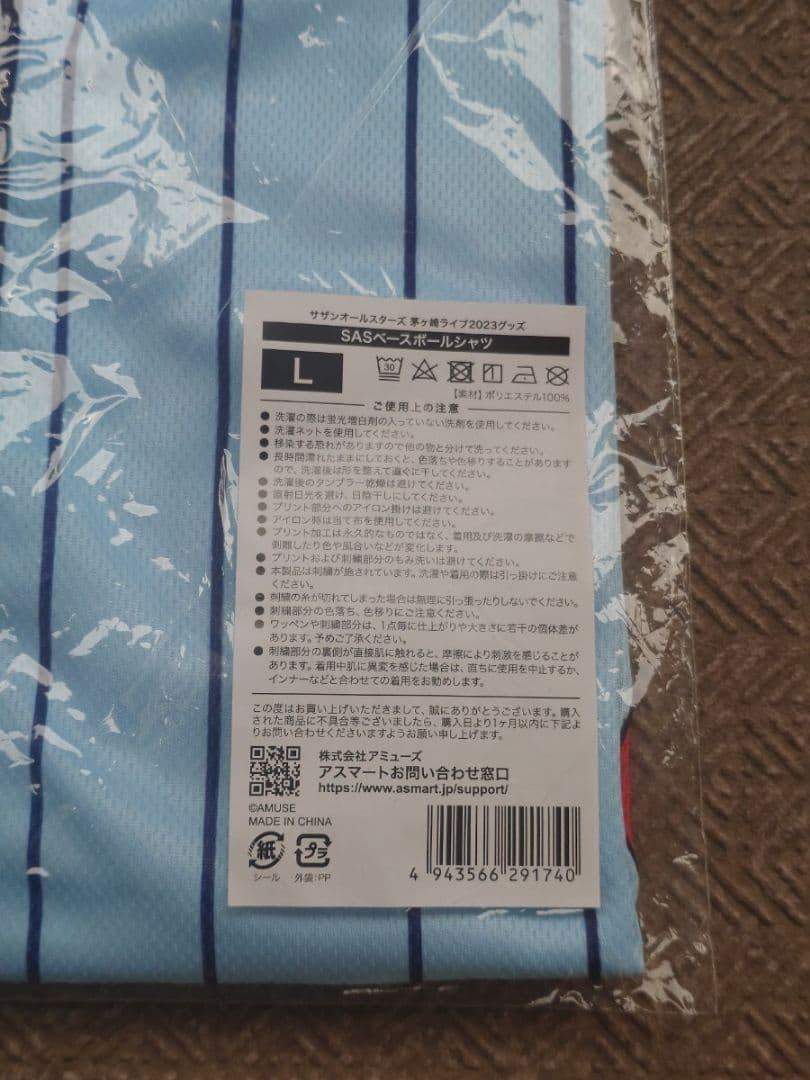 サザンオールスターズ 茅ヶ崎ライブ2023グッズ
SASベースボールシャツ
L
30
【素材】ポリエステル100%
ご使用上の注意
● 洗濯の際は蛍光増白剤の入っていない洗剤を使用してください。
● 洗濯ネットを使用してください。
● 移染する恐れがありますので他の物と分けて洗ってください。
● 長時間濡れたままにしておくと、色落ちや色移りすることがあります
ので、洗濯後は形を整えて直ぐに干してください。
● 洗濯後のタンブラー乾燥は避けてください。
● 直射日光を避け、日陰干しにしてください。
● プリント部分へのアイロン掛けは避けてください。
● アイロン時は当て布を使用してください。
● プリント加工は永久的なものではなく、着用及び洗濯の摩擦などで
剥離したり色や風合いなどが変化します。
● プリントおよび刺繍部分のもみ洗いは避けてください。
● 本製品は刺繍が施されています。洗濯や着用の際は引っ掛けにご注意
ください。
● 刺繍の糸が切れてしまった場合は無理に引っ張ったりしないでください。
● 刺繍部分の色落ち、色移りにご注意ください。
● ワッペンや刺繍部分は、1点毎に仕上がりや大きさに若干の個体差が
あります。予めご了承ください。
● 刺繍部分の裏側が直接肌に触れると、摩擦により刺激を感じることが
あります。着用中肌に異変を感じた場合は、直ちに使用を中止するか、
インナーなどと合わせての着用をお勧めします。
この度はお買い上げいただきまして、誠にありがとうございます。購入
された商品に不具合等ございましたら、購入日より1ヶ月以内に下記よ
りお問い合わせくださいますようお願い申し上げます。
株式会社アミューズ
アスマートお問い合わせ窓口
https://www.asmart.jp/support/
©AMUSE
MADE IN CHINA
紙
プラ
シール
外袋:PP
4 943566 291740